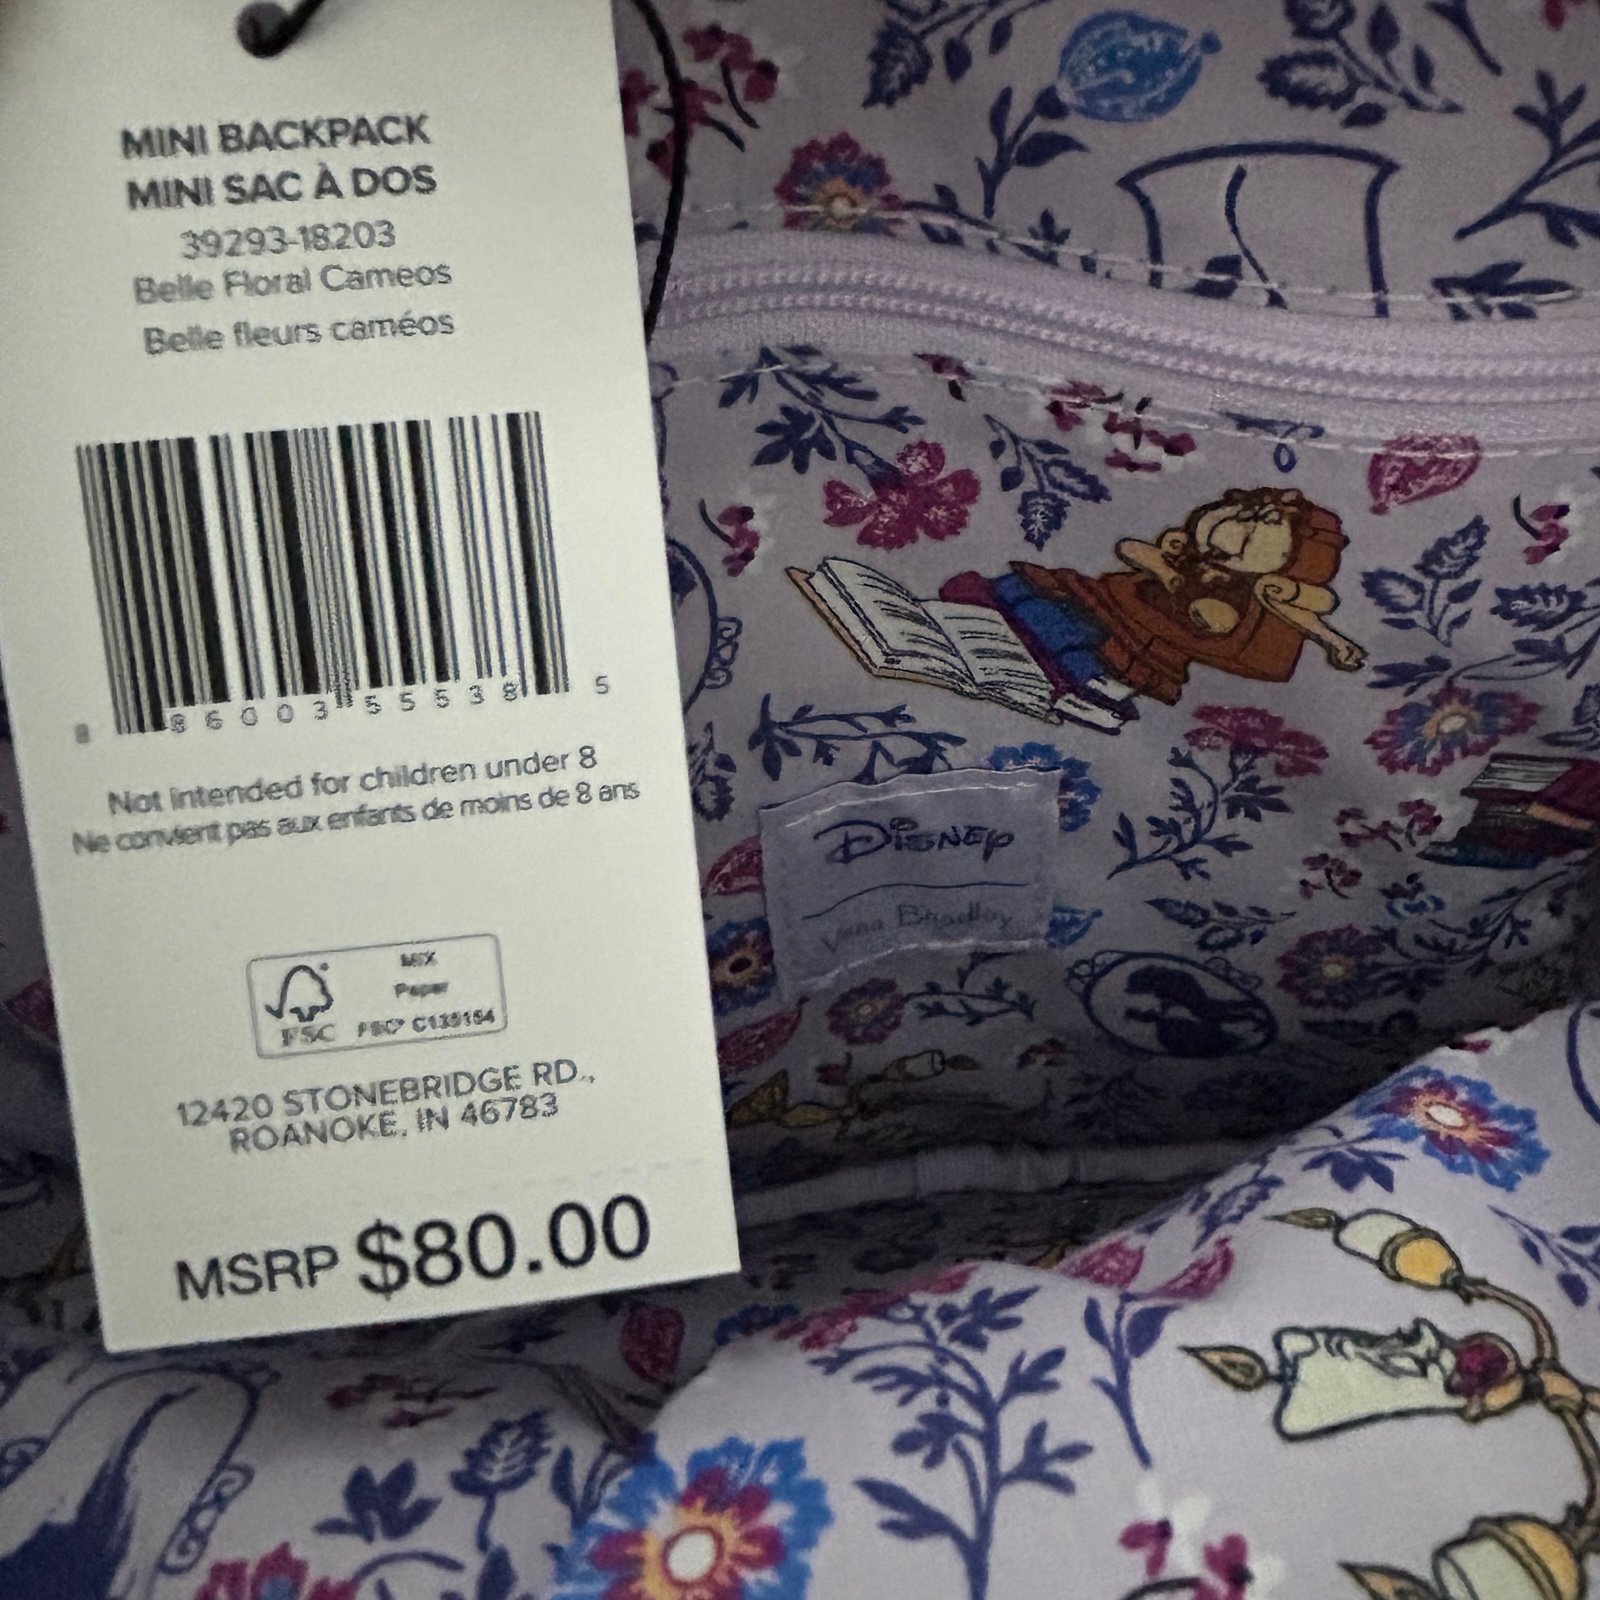 MINI BACKPACK
MINI SAC À DOS
39293-18203
Belle Floral Cameos
Belle fleurs caméos
8 86003 55538 5
Not intended for children under 8
Ne convient pas aux enfants de moins de 8 ans
MIX
Paper
FSC
FSC®
12420 STONEBRIDGE RD.,
ROANOKE, IN 46783
MSRP $80.00
Disney
Vera Bradley